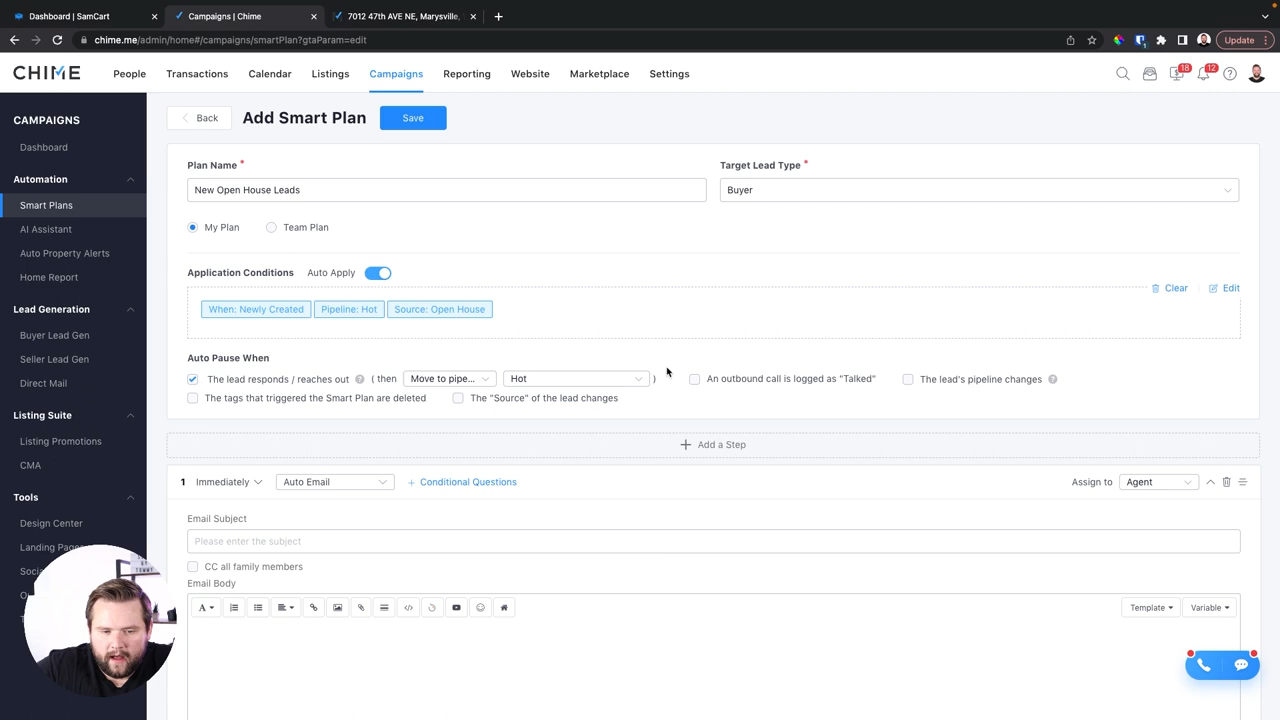 Dashboard | SamCart
Campaigns | Chime
7012 47th AVE NE, Marysville,
chime.me/admin/home#/campaigns/smartPlan?gtaParam=edit
Update
CHIME
People
Transactions
Calendar
Listings
Campaigns
Reporting
Website
Marketplace
Settings
18
12
CAMPAIGNS
Dashboard
Automation
Smart Plans
AI Assistant
Auto Property Alerts
Home Report
Lead Generation
Buyer Lead Gen
Seller Lead Gen
Direct Mail
Listing Suite
Listing Promotions
CMA
Tools
Design Center
Landing Pages
Back
Add Smart Plan
Save
Plan Name *
Target Lead Type *
New Open House Leads
Buyer
My Plan
Team Plan
Application Conditions Auto Apply
Clear
Edit
When: Newly Created
Pipeline: Hot
Source: Open House
Auto Pause When
The lead responds / reaches out ? ( then Move to pipe... Hot )
An outbound call is logged as "Talked"
The lead's pipeline changes ?
The tags that triggered the Smart Plan are deleted
The "Source" of the lead changes
+ Add a Step
1 Immediately Auto Email + Conditional Questions
Assign to Agent
Email Subject
Please enter the subject
CC all family members
Email Body
A
Template
Variable